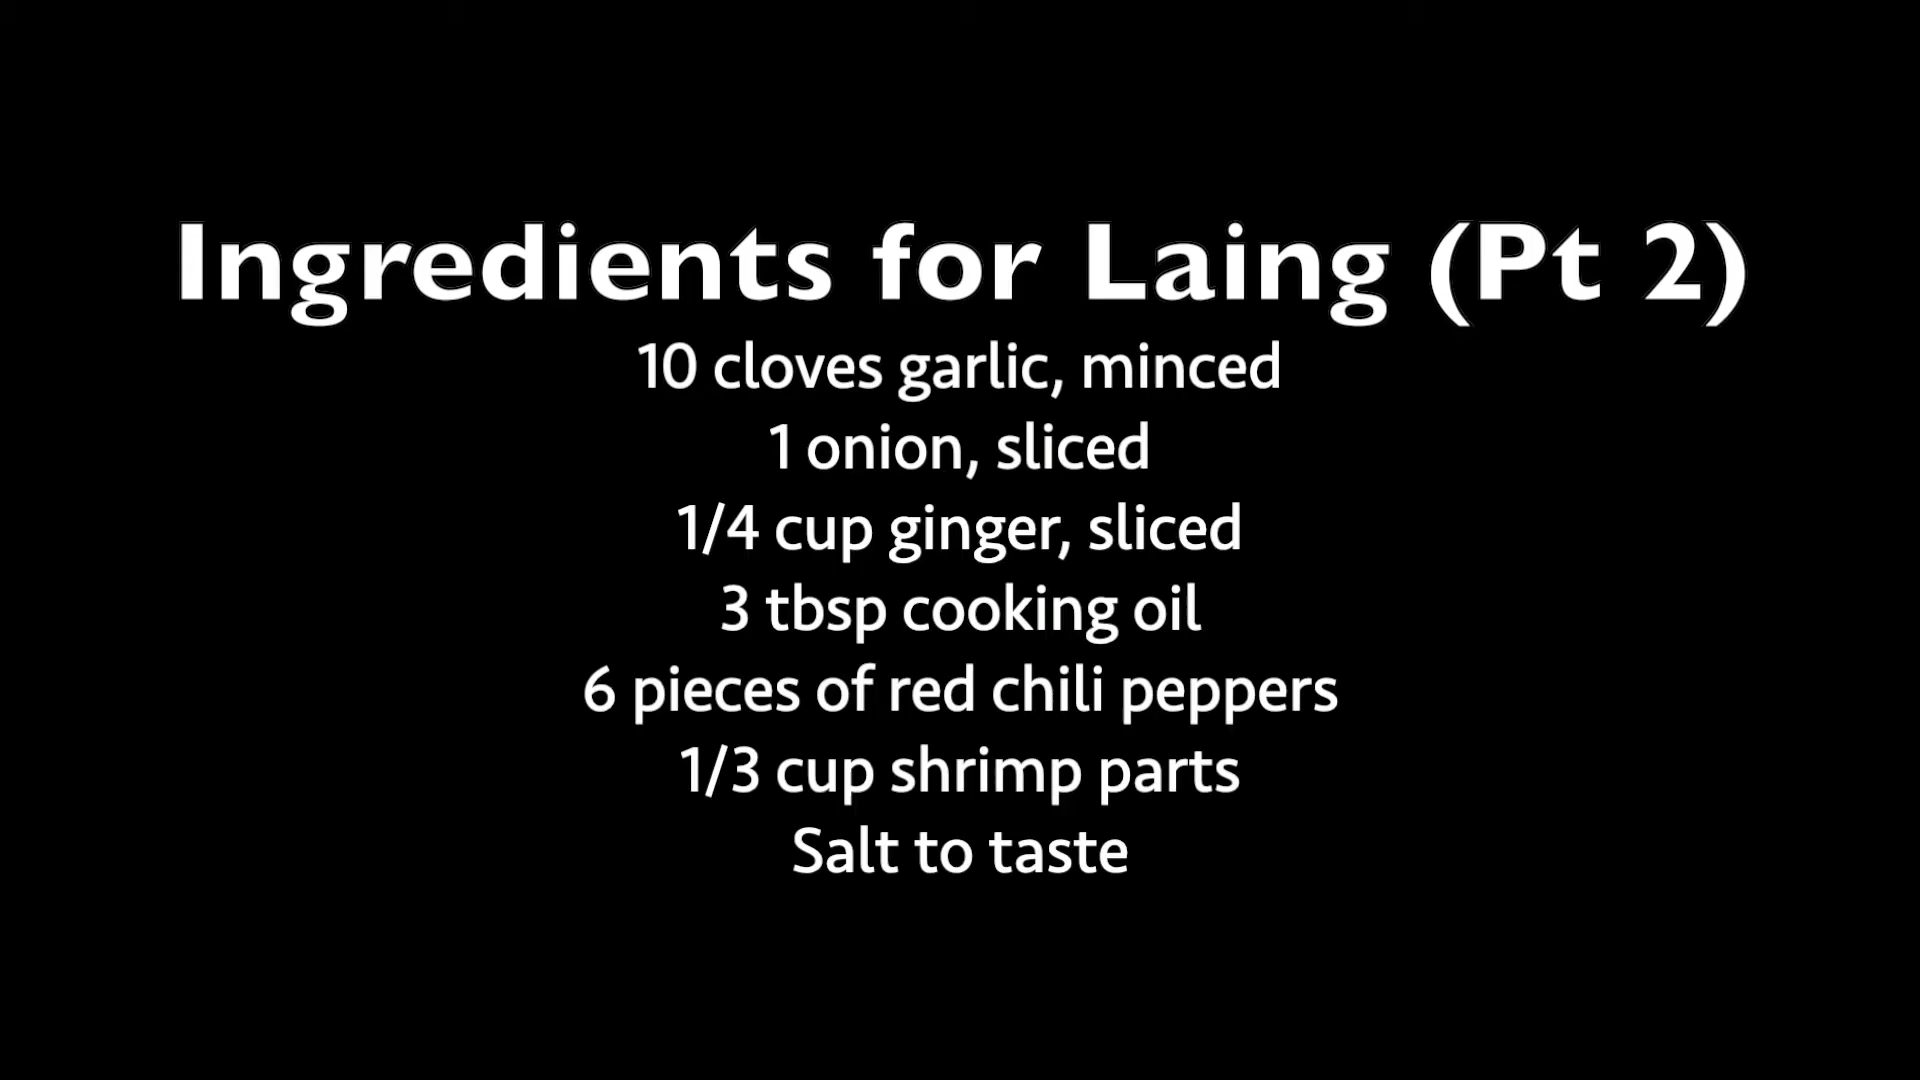 Ingredients for Laing (Pt 2)
10 cloves garlic, minced
1 onion, sliced
1/4 cup ginger, sliced
3 tbsp cooking oil
6 pieces of red chili peppers
1/3 cup shrimp parts
Salt to taste